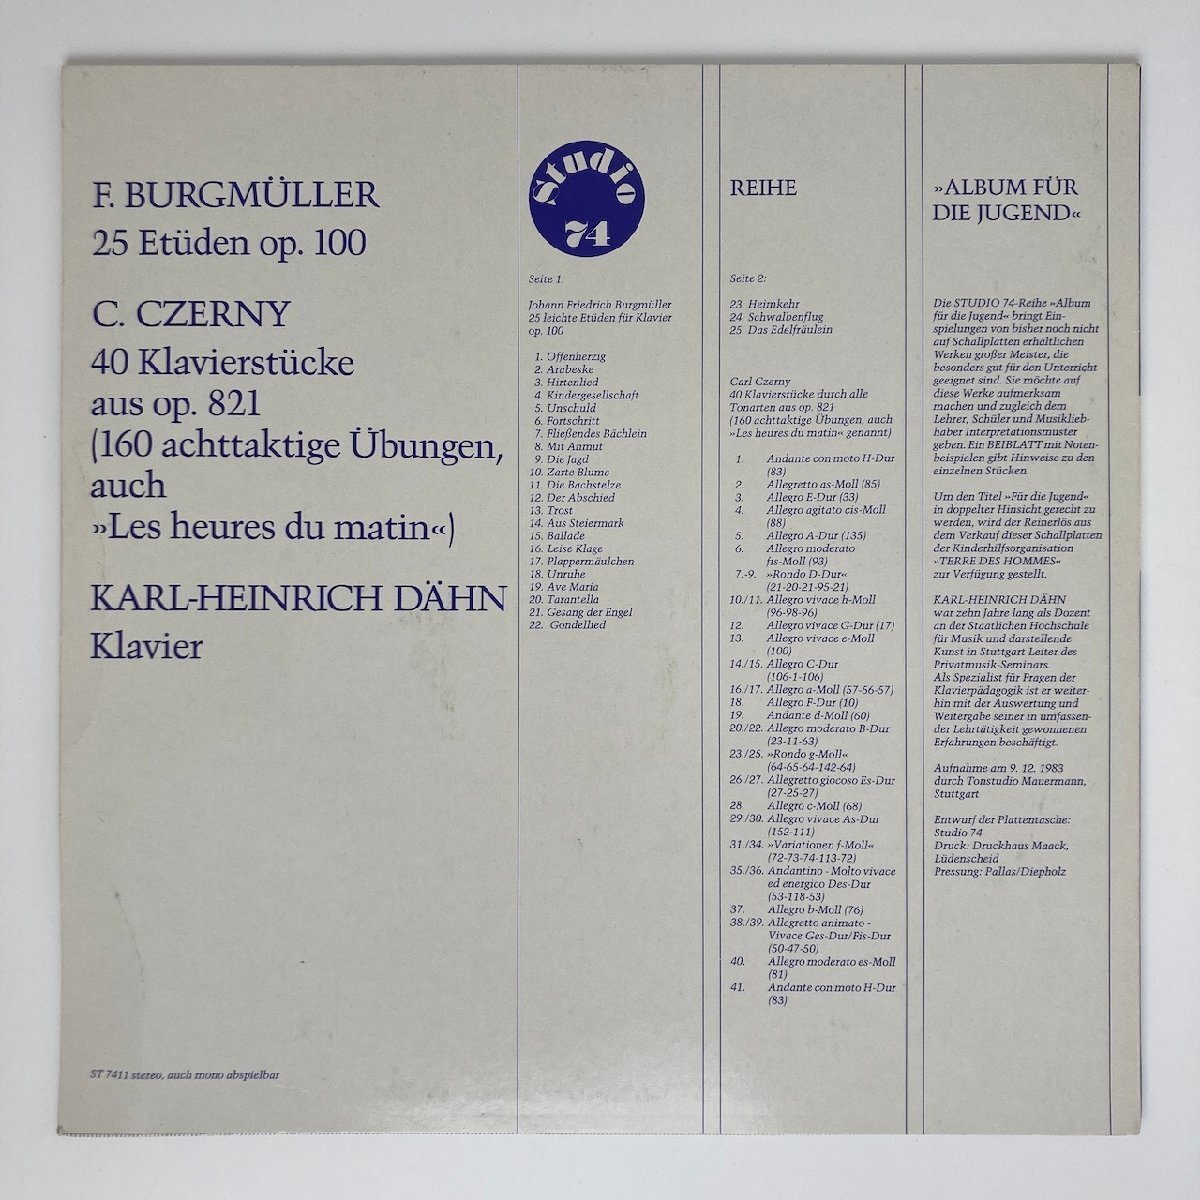 F. BURGMÜLLER
25 Etüden op. 100
C. CZERNY
40 Klavierstücke
aus op. 821
(160 achttaktige Übungen,
auch
»Les heures du matin«)
KARL-HEINRICH DÄHN
Klavier
ST 7411 stereo, auch mono abspielbar
Studio
74
Seite 1:
Johann Friedrich Burgmüller
25 leichte Etüden für Klavier
op. 100
1. Offenherzig
2. Arabeske
3. Hirtenlied
4. Kindergesellschaft
5. Unschuld
6. Fortschritt
7. Fließendes Bächlein
8. Mit Anmut
9. Die Jagd
10. Zarte Blume
11. Die Bachstelze
12. Der Abschied
13. Trost
14. Aus Steiermark
15. Ballade
16. Leise Klage
17. Plappermäulchen
18. Unruhe
19. Ave Maria
20. Tarantella
21. Gesang der Engel
22. Gondellied
REIHE
Seite 2:
23 Heimkehr
24 Schwalbenflug
25 Das Edelfräulein
Carl Czerny
40 Klavierstücke durch alle
Tonarten aus op. 821
(160 achttaktige Übungen, auch
»Les heures du matin« genannt)
1. Andante con moto H-Dur
(83)
2. Allegretto as-Moll (85)
3. Allegro E-Dur (33)
4. Allegro agitato cis-Moll
(88)
5. Allegro A-Dur (135)
6. Allegro moderato
fis-Moll (93)
7.-9. »Rondo D-Dur«
(21-20-21-95-21)
10./11. Allegro vivace h-Moll
(96-98-96)
12. Allegro vivace G-Dur (17)
13. Allegro vivace e-Moll
(100)
14./15. Allegro C-Dur
(106-1-106)
16./17. Allegro a-Moll (57-56-57)
18. Allegro F-Dur (10)
19. Andante d-Moll (60)
20/22. Allegro moderato B-Dur
(23-11-63)
23/25. »Rondo g-Moll«
(64-65-64-142-64)
26/27. Allegretto giocoso Es-Dur
(27-25-27)
28 Allegro c-Moll (68)
29/30. Allegro vivace As-Dur
(152-111)
31/34. »Variationen f-Moll«
(72-73-74-113-72)
35/36. Andantino - Molto vivace
ed energico Des-Dur
(53-118-53)
37. Allegro b-Moll (76)
38./39. Allegretto animato -
Vivace Ges-Dur/Fis-Dur
(50-47-50)
40. Allegro moderato es-Moll
(81)
41. Andante con moto H-Dur
(83)
»ALBUM FÜR
DIE JUGEND«
Die STUDIO 74-Reihe »Album
für die Jugend« bringt Ein-
spielungen von bisher noch nicht
auf Schallplatten erhältlichen
Werken großer Meister, die
besonders gut für den Unterricht
geeignet sind. Sie möchte auf
diese Werke aufmerksam
machen und zugleich dem
Lehrer, Schüler und Musiklieb-
haber Interpretationsmuster
geben. Ein BEIBLATT mit Noten-
beispielen gibt Hinweise zu den
einzelnen Stücken.
Um den Titel »Für die Jugend«
in doppelter Hinsicht gerecht zu
werden, wird der Reinerlös aus
dem Verkauf dieser Schallplatten
der Kinderhilfsorganisation
»TERRE DES HOMMES«
zur Verfügung gestellt.
KARL-HEINRICH DÄHN
war zehn Jahre lang als Dozent
an der Staatlichen Hochschule
für Musik und darstellende
Kunst in Stuttgart Leiter des
Privatmusik-Seminars.
Als Spezialist für Fragen der
Klavierpädagogik ist er weiter-
hin mit der Auswertung und
Weitergabe seiner in umfassen-
der Lehrtätigkeit gewonnenen
Erfahrungen beschäftigt.
Aufnahme am 9. 12. 1983
durch Tonstudio Mauermann,
Stuttgart
Entwurf der Plattentasche:
Studio 74
Druck: Druckhaus Maack,
Lüdenscheid
Pressung: Pallas/Diepholz